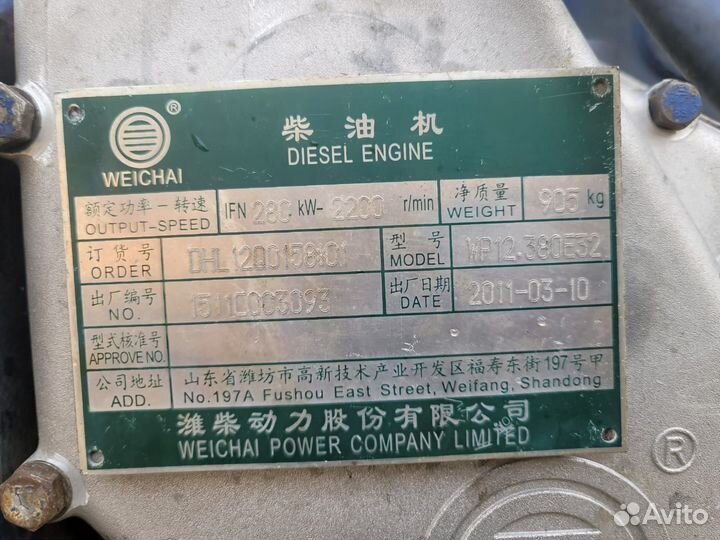 WEICHAI ®
柴油机
DIESEL ENGINE
额定功率－转速 IFN 280 kW- 2200 r/min 净质量 905 kg
OUTPUT-SPEED WEIGHT
订货号 DHL12Q0158*01 型号 WP12.380E32
ORDER MODEL
出厂编号 1511C003093 出厂日期 2011-03-10
NO. DATE
型式核准号
APPROVE NO.
公司地址 山东省潍坊市高新技术产业开发区福寿东街197号甲
ADD. No.197A Fushou East Street, Weifang, Shandong
潍柴动力股份有限公司
WEICHAI POWER COMPANY LIMITED
®
Avito